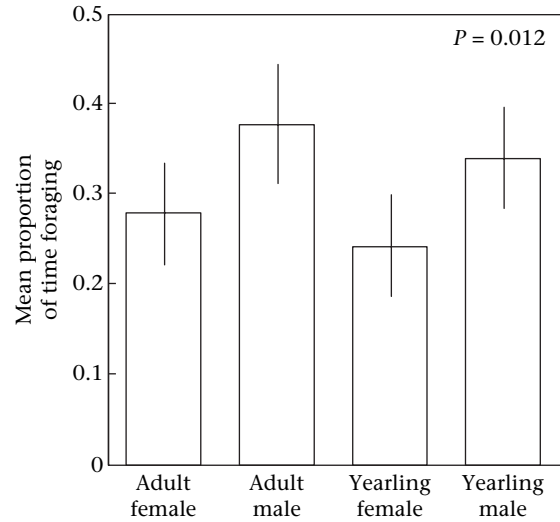 0.5
P = 0.012
0.4
0.3
0.2
0.1
0
Mean proportion
of time foraging
Adult
female
Adult
male
Yearling
female
Yearling
male